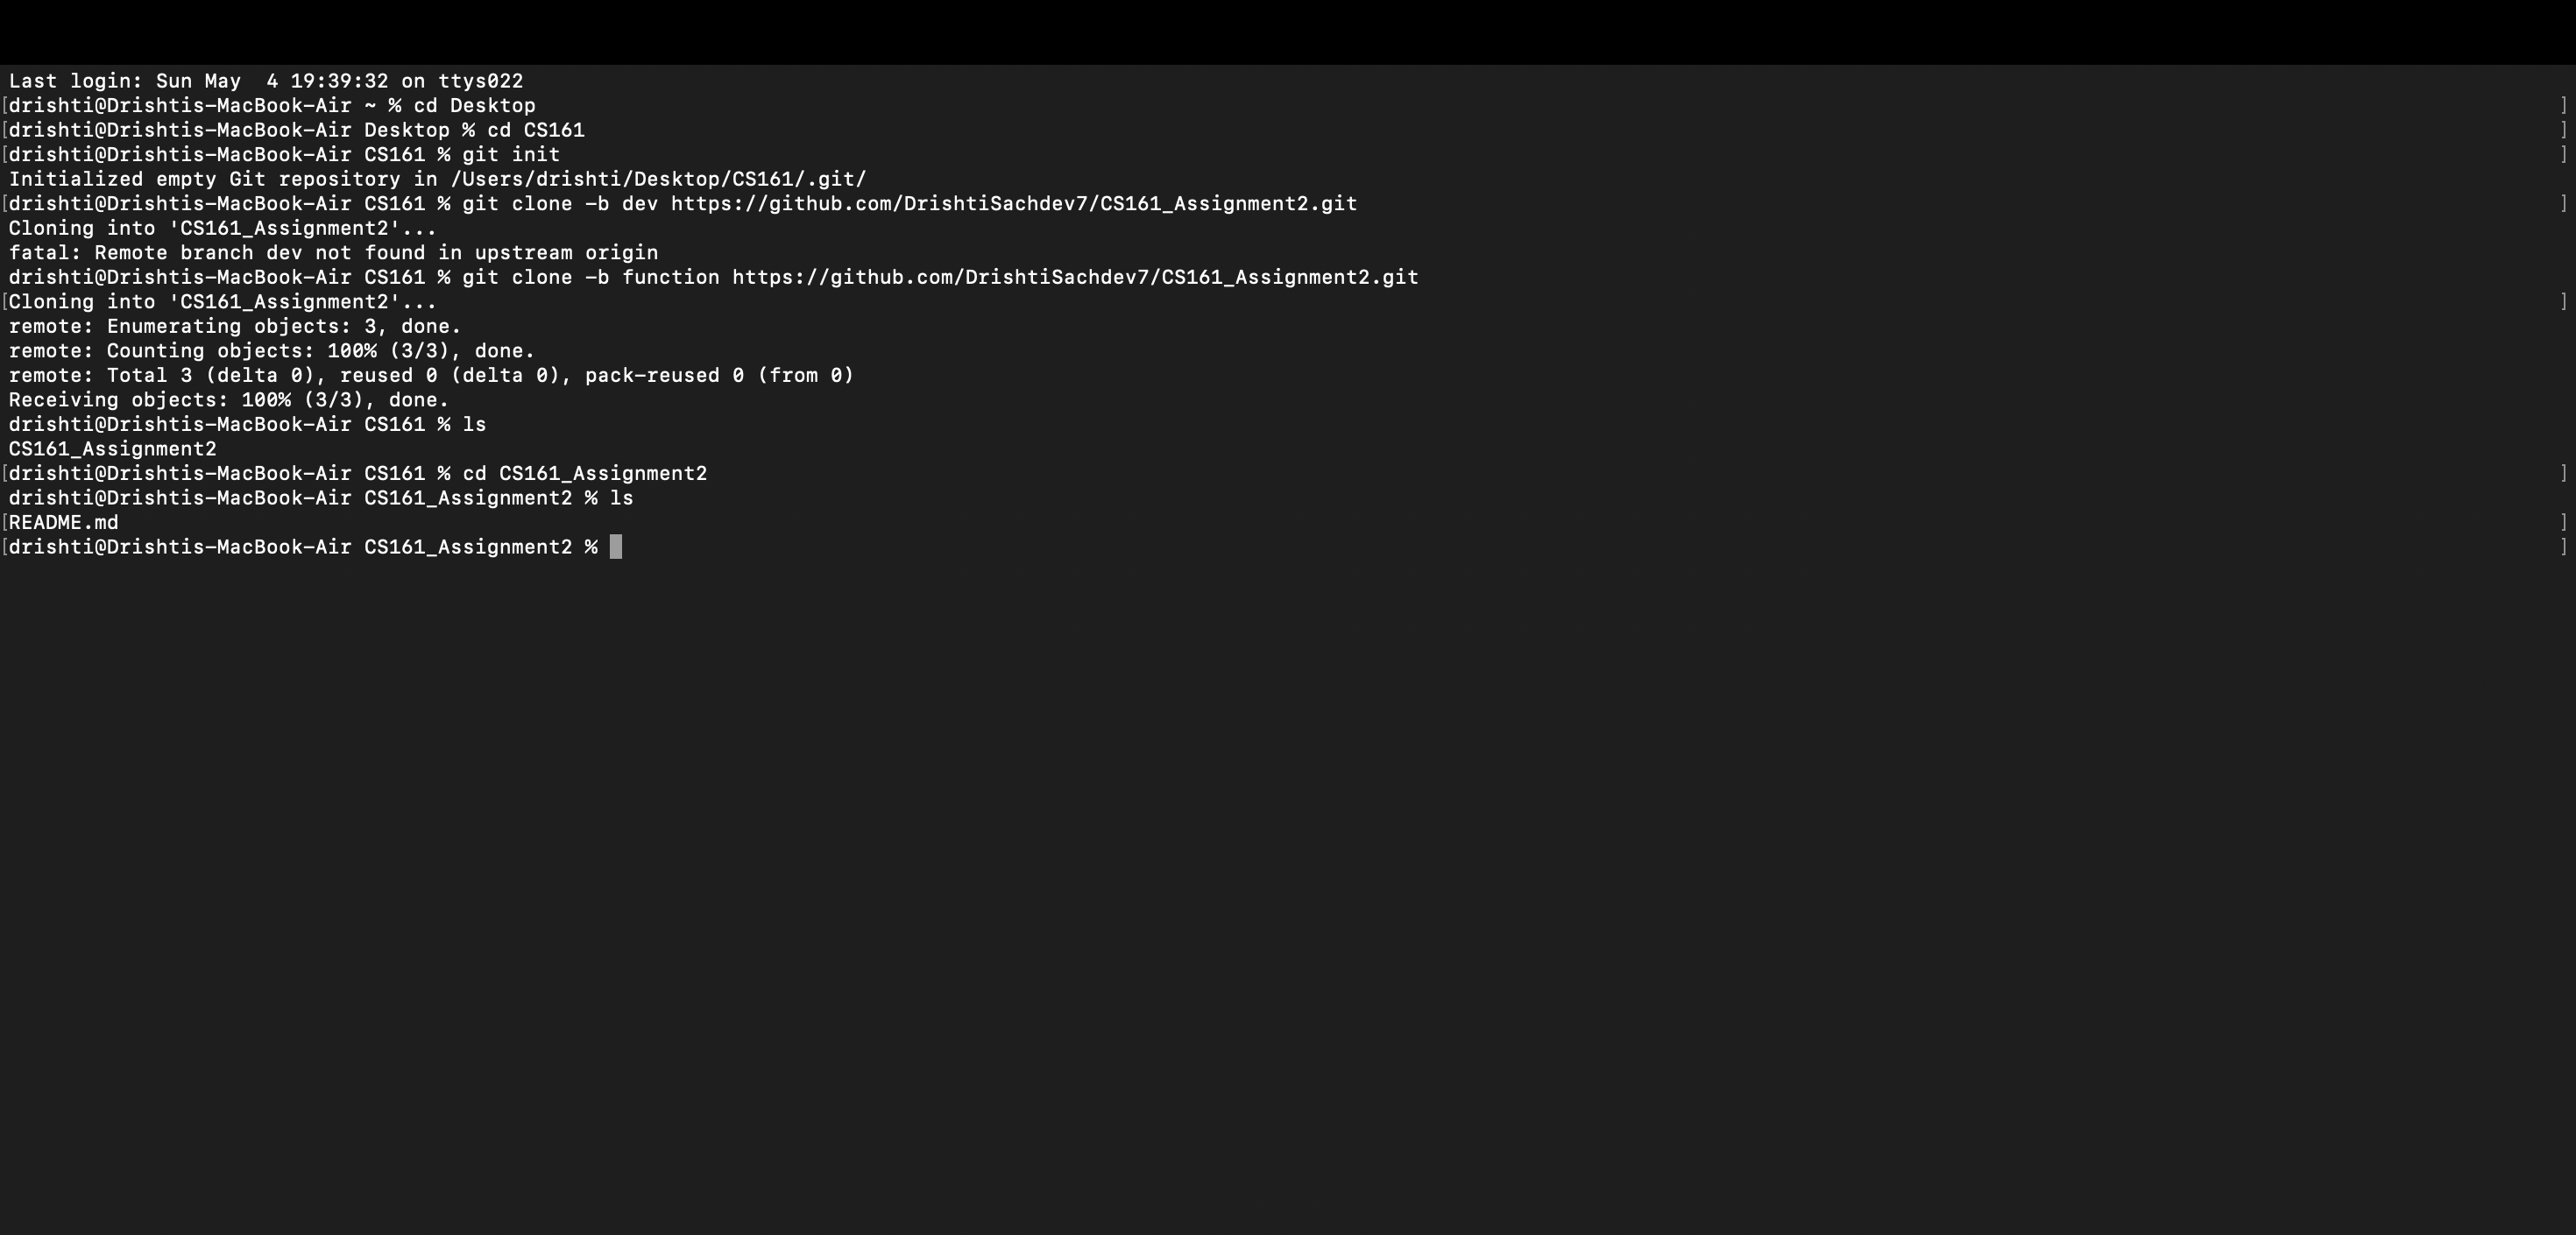 Last login: Sun May  4 19:39:32 on ttys022
[drishti@Drishtis-MacBook-Air ~ % cd Desktop ]
[drishti@Drishtis-MacBook-Air Desktop % cd CS161 ]
[drishti@Drishtis-MacBook-Air CS161 % git init ]
Initialized empty Git repository in /Users/drishti/Desktop/CS161/.git/
[drishti@Drishtis-MacBook-Air CS161 % git clone -b dev https://github.com/DrishtiSachdev7/CS161_Assignment2.git ]
Cloning into 'CS161_Assignment2'...
fatal: Remote branch dev not found in upstream origin
drishti@Drishtis-MacBook-Air CS161 % git clone -b function https://github.com/DrishtiSachdev7/CS161_Assignment2.git
[Cloning into 'CS161_Assignment2'... ]
remote: Enumerating objects: 3, done.
remote: Counting objects: 100% (3/3), done.
remote: Total 3 (delta 0), reused 0 (delta 0), pack-reused 0 (from 0)
Receiving objects: 100% (3/3), done.
drishti@Drishtis-MacBook-Air CS161 % ls
CS161_Assignment2
[drishti@Drishtis-MacBook-Air CS161 % cd CS161_Assignment2 ]
drishti@Drishtis-MacBook-Air CS161_Assignment2 % ls
[README.md ]
[drishti@Drishtis-MacBook-Air CS161_Assignment2 % ]